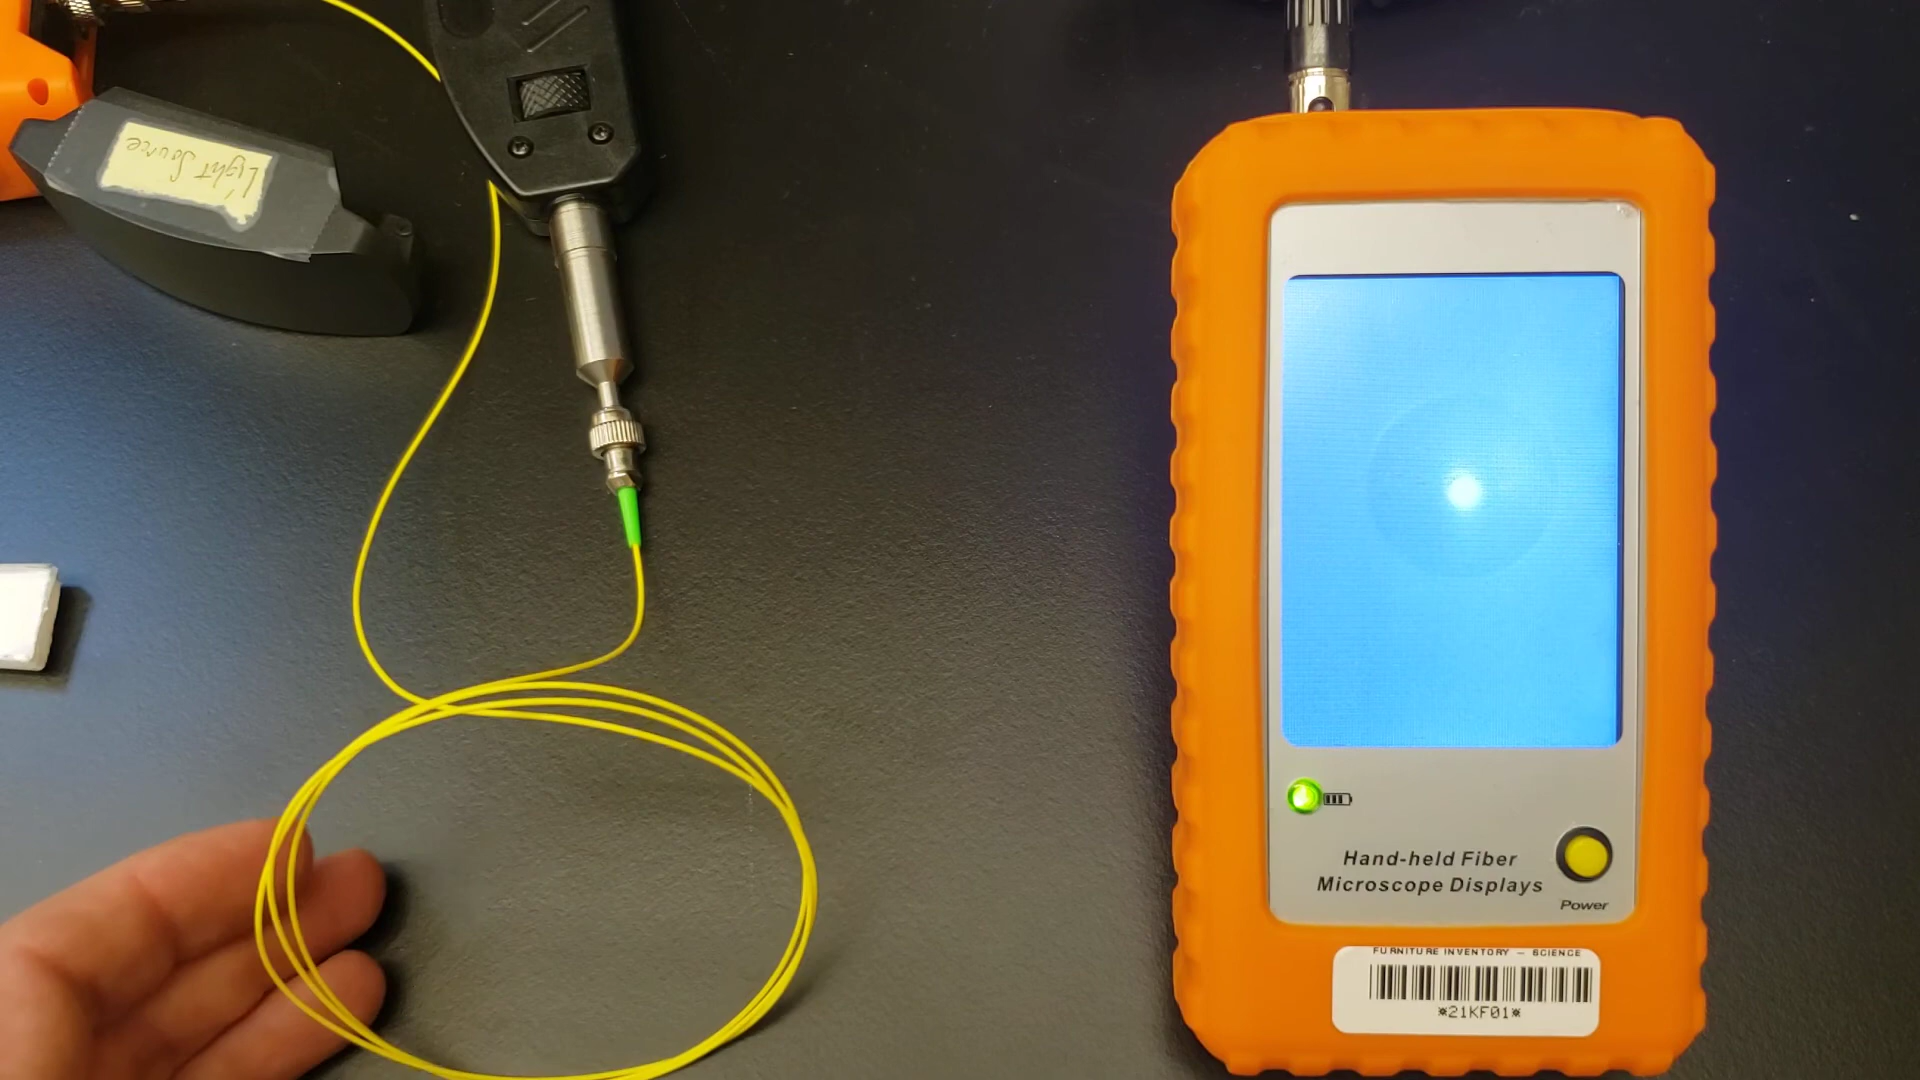 Light Source
Hand-held Fiber
Microscope Displays
Power
FURNITURE INVENTORY — SCIENCE
*21KF01*